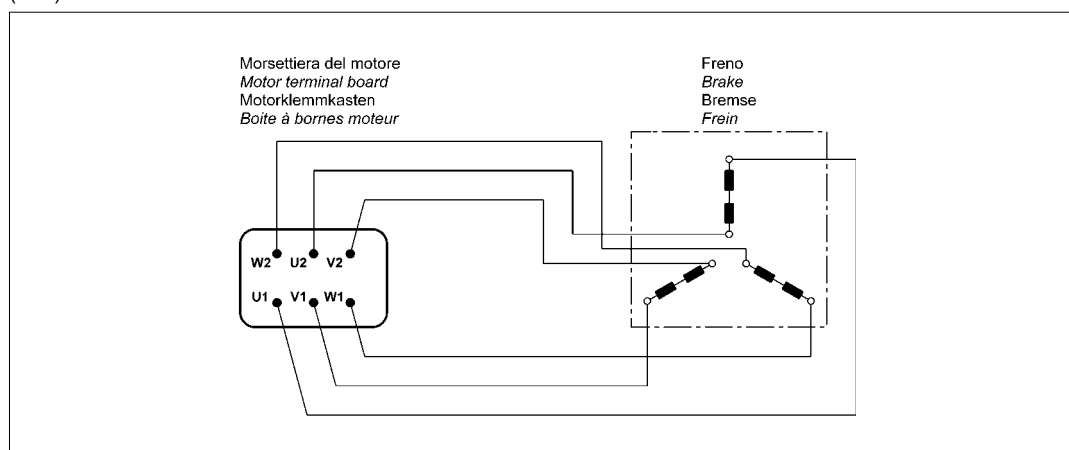 Morsettiera del motore
Motor terminal board
Motorklemmkasten
Boite à bornes moteur
Freno
Brake
Bremse
Frein
W2 U2 V2
U1 V1 W1